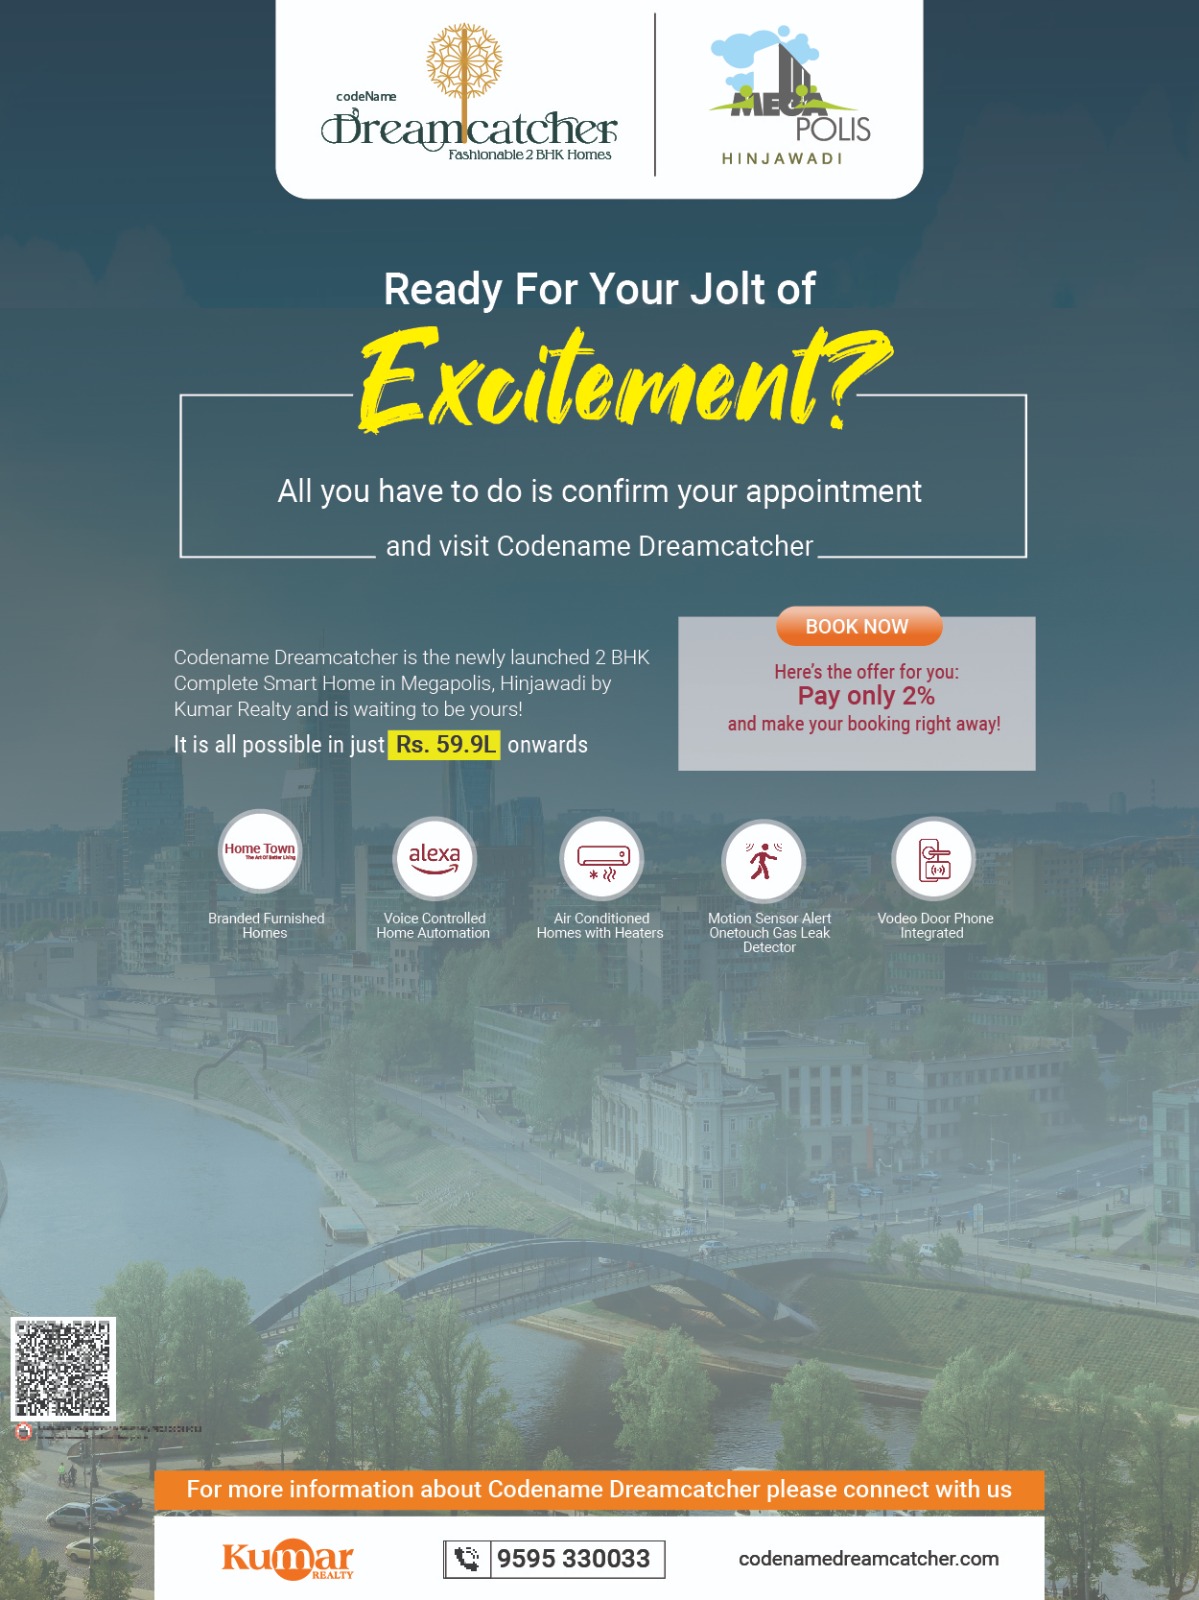 codeName
Dreamcatcher
Fashionable 2 BHK Homes
MEGA
POLIS
HINJAWADI
Ready For Your Jolt of
Excitement?
All you have to do is confirm your appointment
and visit Codename Dreamcatcher
Codename Dreamcatcher is the newly launched 2 BHK
Complete Smart Home in Megapolis, Hinjawadi by
Kumar Realty and is waiting to be yours!
It is all possible in just Rs. 59.9L onwards
BOOK NOW
Here's the offer for you:
Pay only 2%
and make your booking right away!
Home Town
The Art Of Better Living
Branded Furnished
Homes
alexa
Voice Controlled
Home Automation
Air Conditioned
Homes with Heaters
Motion Sensor Alert
Onetouch Gas Leak
Detector
Vodeo Door Phone
Integrated
For more information about Codename Dreamcatcher please connect with us
Kumar
REALTY
9595 330033
codenamedreamcatcher.com